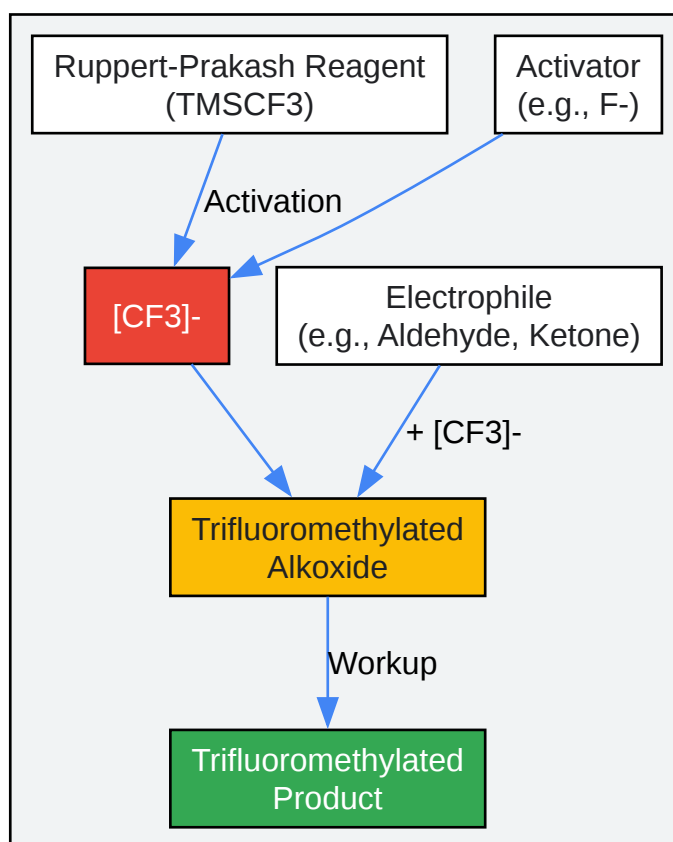 Ruppert-Prakash Reagent
(TMSCF3)
Activator
(e.g., F-)
Activation
[CF3]-
Electrophile
(e.g., Aldehyde, Ketone)
+ [CF3]-
Trifluoromethylated
Alkoxide
Workup
Trifluoromethylated
Product